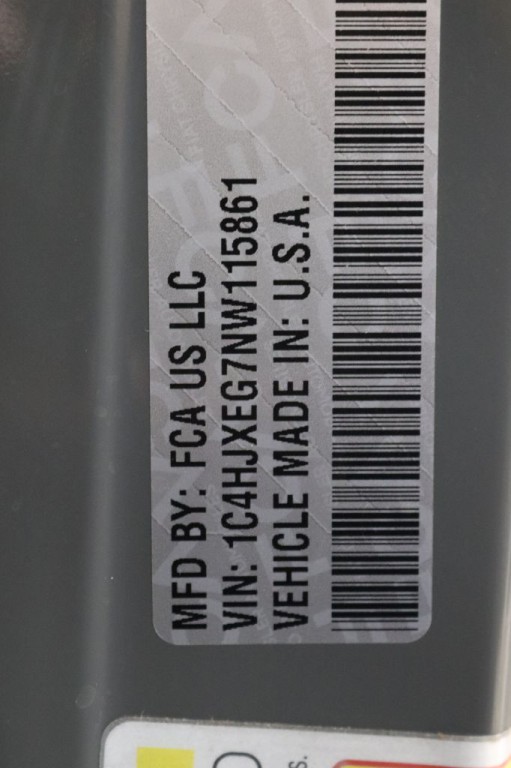 MFD BY: FCA US LLC
VIN: 1C4HJXEG7NW115861
VEHICLE MADE IN: U.S.A.